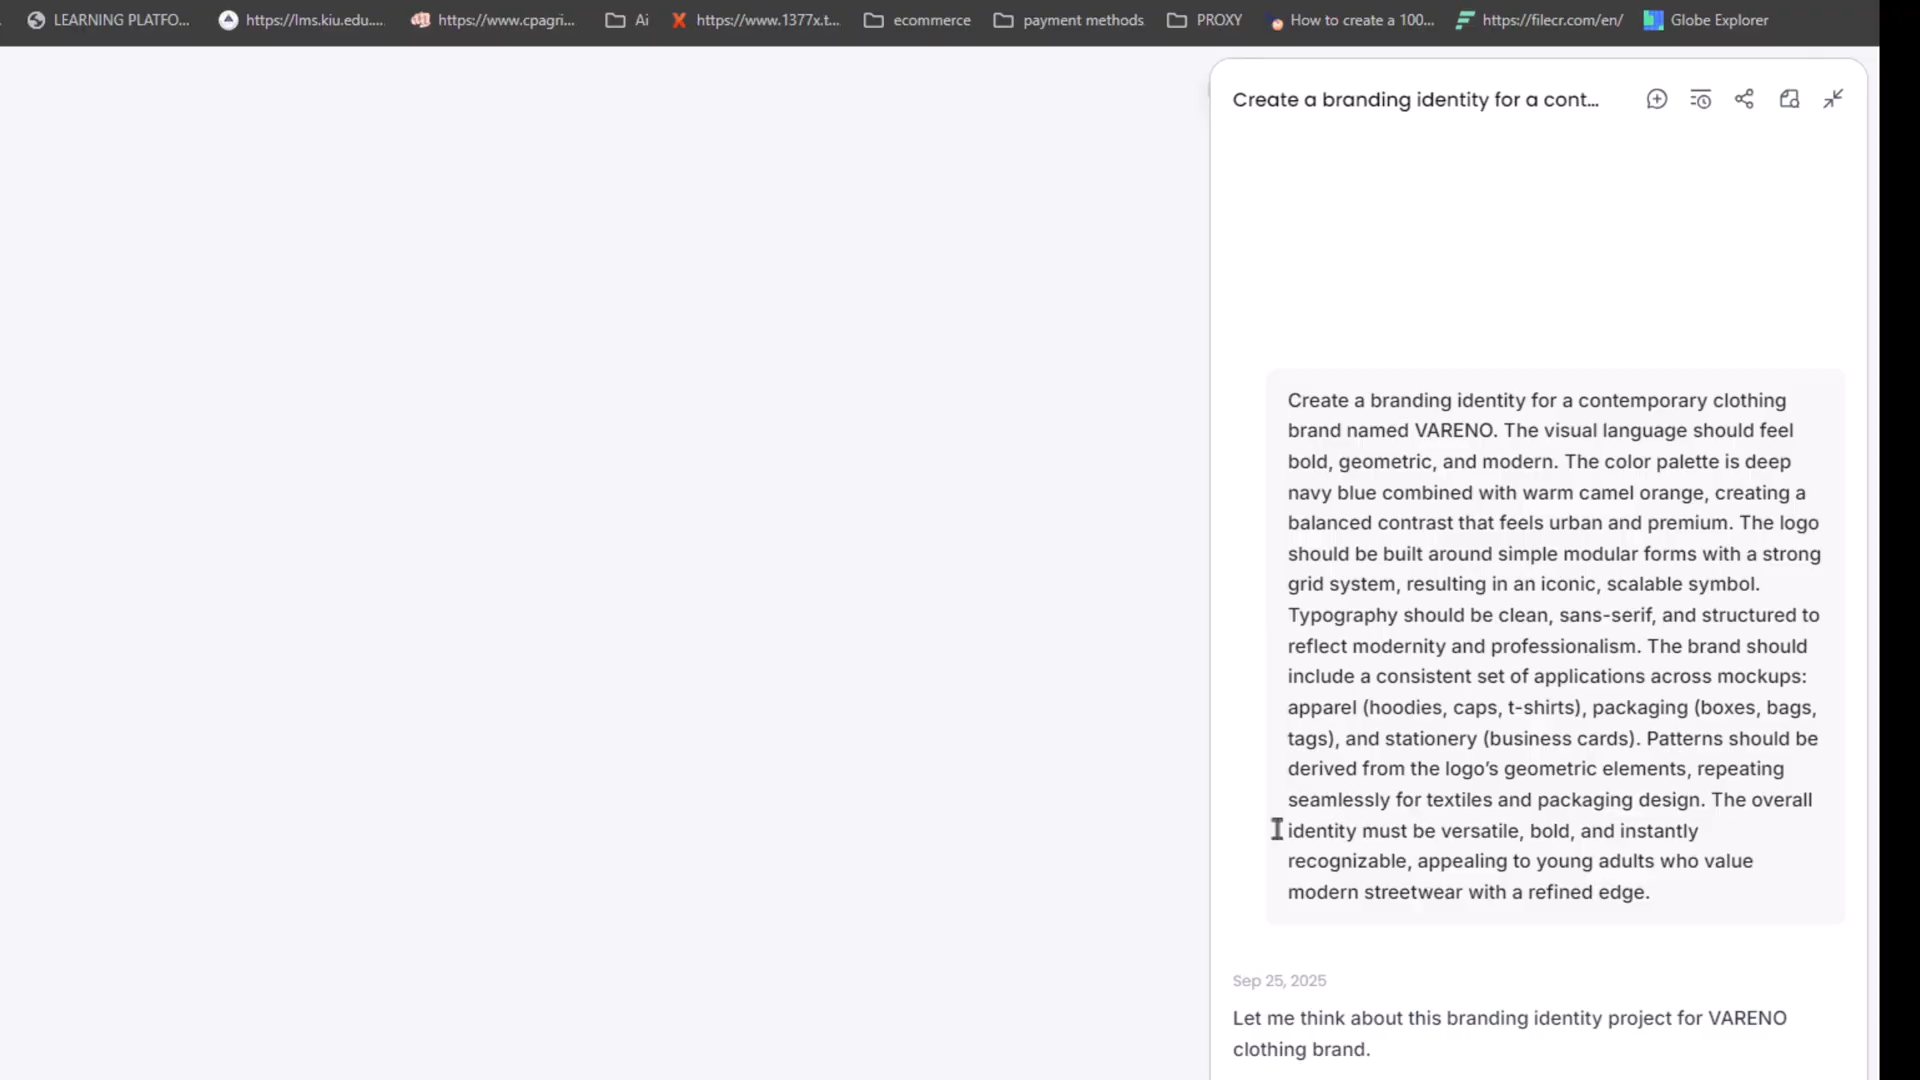 LEARNING PLATFO...
https://lms.kiu.edu....
https://www.cpagri...
Ai
https://www.1377x.t...
ecommerce
payment methods
PROXY
How to create a 100...
https://filecr.com/en/
Globe Explorer
Create a branding identity for a cont...
Create a branding identity for a contemporary clothing
brand named VARENO. The visual language should feel
bold, geometric, and modern. The color palette is deep
navy blue combined with warm camel orange, creating a
balanced contrast that feels urban and premium. The logo
should be built around simple modular forms with a strong
grid system, resulting in an iconic, scalable symbol.
Typography should be clean, sans-serif, and structured to
reflect modernity and professionalism. The brand should
include a consistent set of applications across mockups:
apparel (hoodies, caps, t-shirts), packaging (boxes, bags,
tags), and stationery (business cards). Patterns should be
derived from the logo’s geometric elements, repeating
seamlessly for textiles and packaging design. The overall
identity must be versatile, bold, and instantly
recognizable, appealing to young adults who value
modern streetwear with a refined edge.
Sep 25, 2025
Let me think about this branding identity project for VARENO
clothing brand.